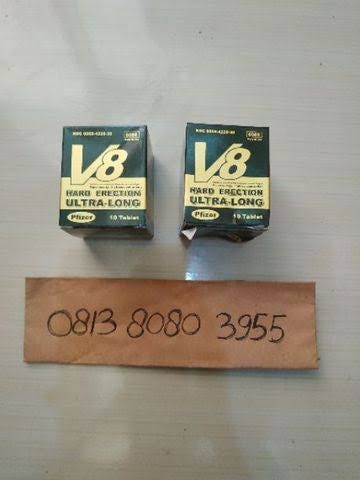 V8
HARD ERECTION
ULTRA-LONG
Pfizer
10 Tablet
V8
HARD ERECTION
ULTRA-LONG
Pfizer
10 Tablet
0813 8080 3955